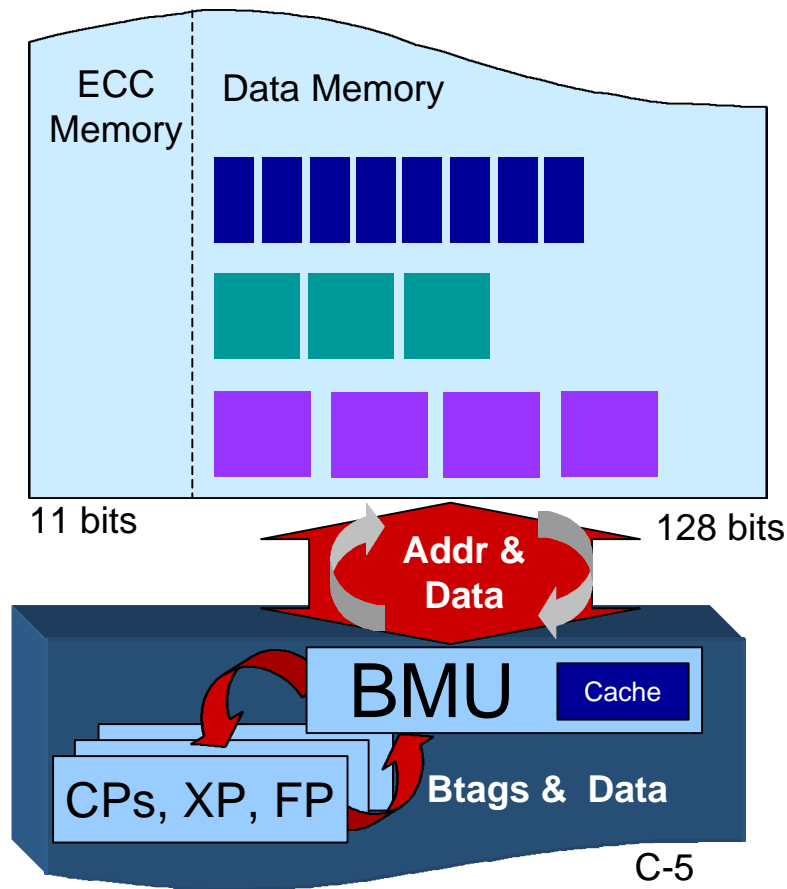 ECC
Memory
Data Memory
11 bits
128 bits
Addr &
Data
BMU
Cache
CPs, XP, FP
Btags &  Data
C-5